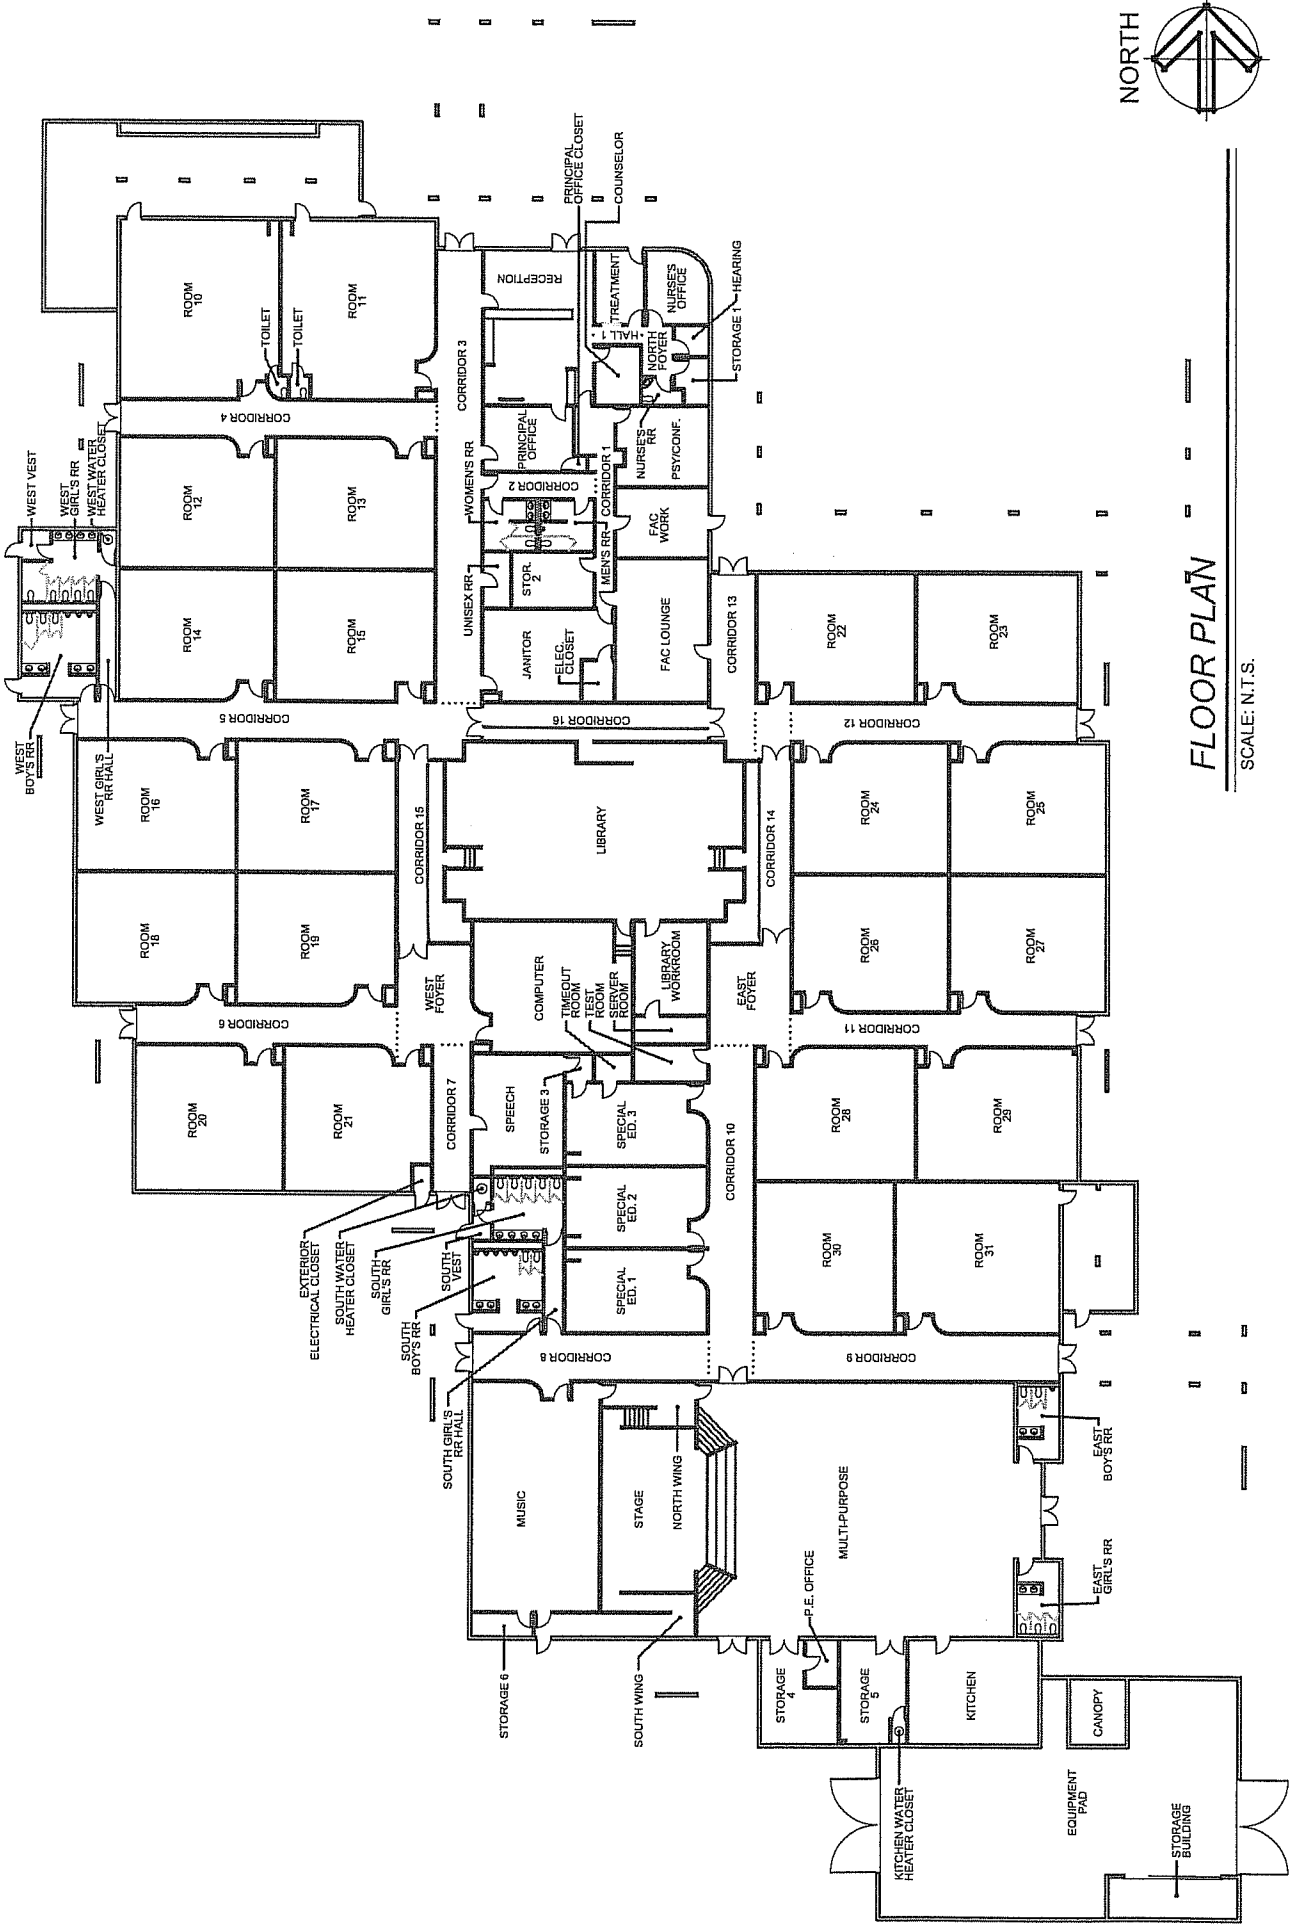 NORTH
FLOOR PLAN
SCALE: N.T.S.
WEST VEST
WEST
GIRL'S RR
WEST WATER
HEATER CLOSET
WEST
BOY'S RR
WEST GIRL'S
RR HALL
ROOM
10
ROOM
11
TOILET
TOILET
CORRIDOR 4
CORRIDOR 3
ROOM
12
ROOM
13
ROOM
14
ROOM
15
CORRIDOR 5
RECEPTION
PRINCIPAL
OFFICE CLOSET
COUNSELOR
TREATMENT
NURSE'S
OFFICE
HALL 1
NORTH
FOYER
HEARING
STORAGE 1
NURSE'S
RR
PSY/CONF.
PRINCIPAL
OFFICE
CORRIDOR 1
CORRIDOR 2
WOMEN'S RR
MEN'S RR
UNISEX RR
STOR.
2
FAC
WORK
FAC LOUNGE
JANITOR
ELEC.
CLOSET
CORRIDOR 16
CORRIDOR 13
ROOM
22
ROOM
23
CORRIDOR 12
ROOM
16
ROOM
17
ROOM
18
ROOM
19
CORRIDOR 15
LIBRARY
CORRIDOR 14
ROOM
24
ROOM
25
ROOM
26
ROOM
27
CORRIDOR 6
WEST
FOYER
COMPUTER
TIMEOUT
ROOM
TEST
ROOM
SERVER
ROOM
LIBRARY
WORKROOM
EAST
FOYER
CORRIDOR 11
ROOM
20
ROOM
21
CORRIDOR 7
SPEECH
STORAGE 3
SPECIAL
ED. 3
SPECIAL
ED. 2
SPECIAL
ED. 1
CORRIDOR 10
ROOM
28
ROOM
29
ROOM
30
ROOM
31
EXTERIOR
ELECTRICAL CLOSET
SOUTH WATER
HEATER CLOSET
SOUTH
GIRL'S RR
SOUTH
VEST
SOUTH
BOY'S RR
SOUTH GIRL'S
RR HALL
CORRIDOR 8
CORRIDOR 9
MUSIC
STAGE
NORTH WING
MULTI-PURPOSE
EAST
BOY'S RR
EAST
GIRL'S RR
P.E. OFFICE
STORAGE 6
SOUTH WING
STORAGE
4
STORAGE
5
KITCHEN
CANOPY
KITCHEN WATER
HEATER CLOSET
EQUIPMENT
PAD
STORAGE
BUILDING